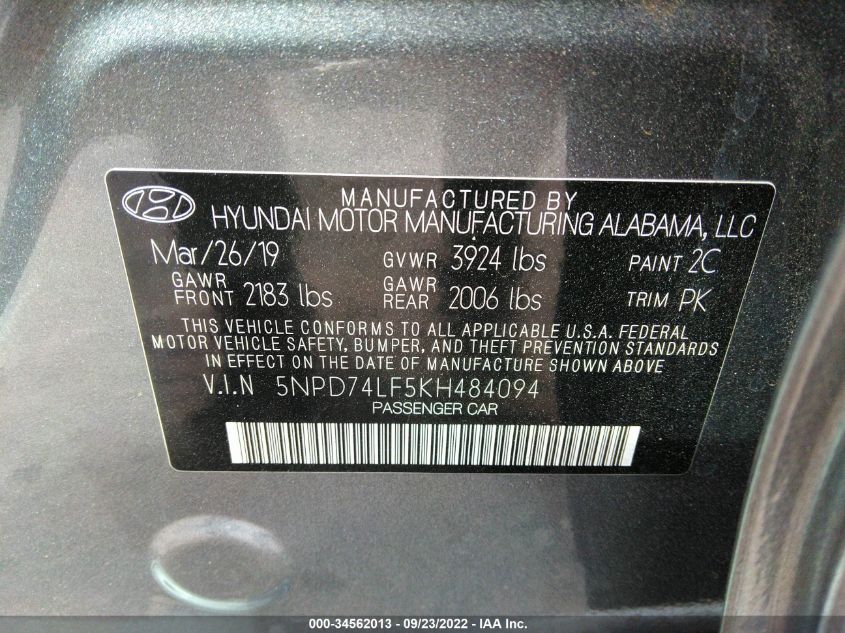 MANUFACTURED BY
HYUNDAI MOTOR MANUFACTURING ALABAMA, LLC
Mar/26/19 GVWR 3924 lbs PAINT 2C
GAWR FRONT 2183 lbs GAWR REAR 2006 lbs TRIM PK
THIS VEHICLE CONFORMS TO ALL APPLICABLE U.S.A. FEDERAL
MOTOR VEHICLE SAFETY, BUMPER, AND THEFT PREVENTION STANDARDS
IN EFFECT ON THE DATE OF MANUFACTURE SHOWN ABOVE.
V.I.N 5NPD74LF5KH484094
PASSENGER CAR
000-34562013 - 09/23/2022 - IAA Inc.